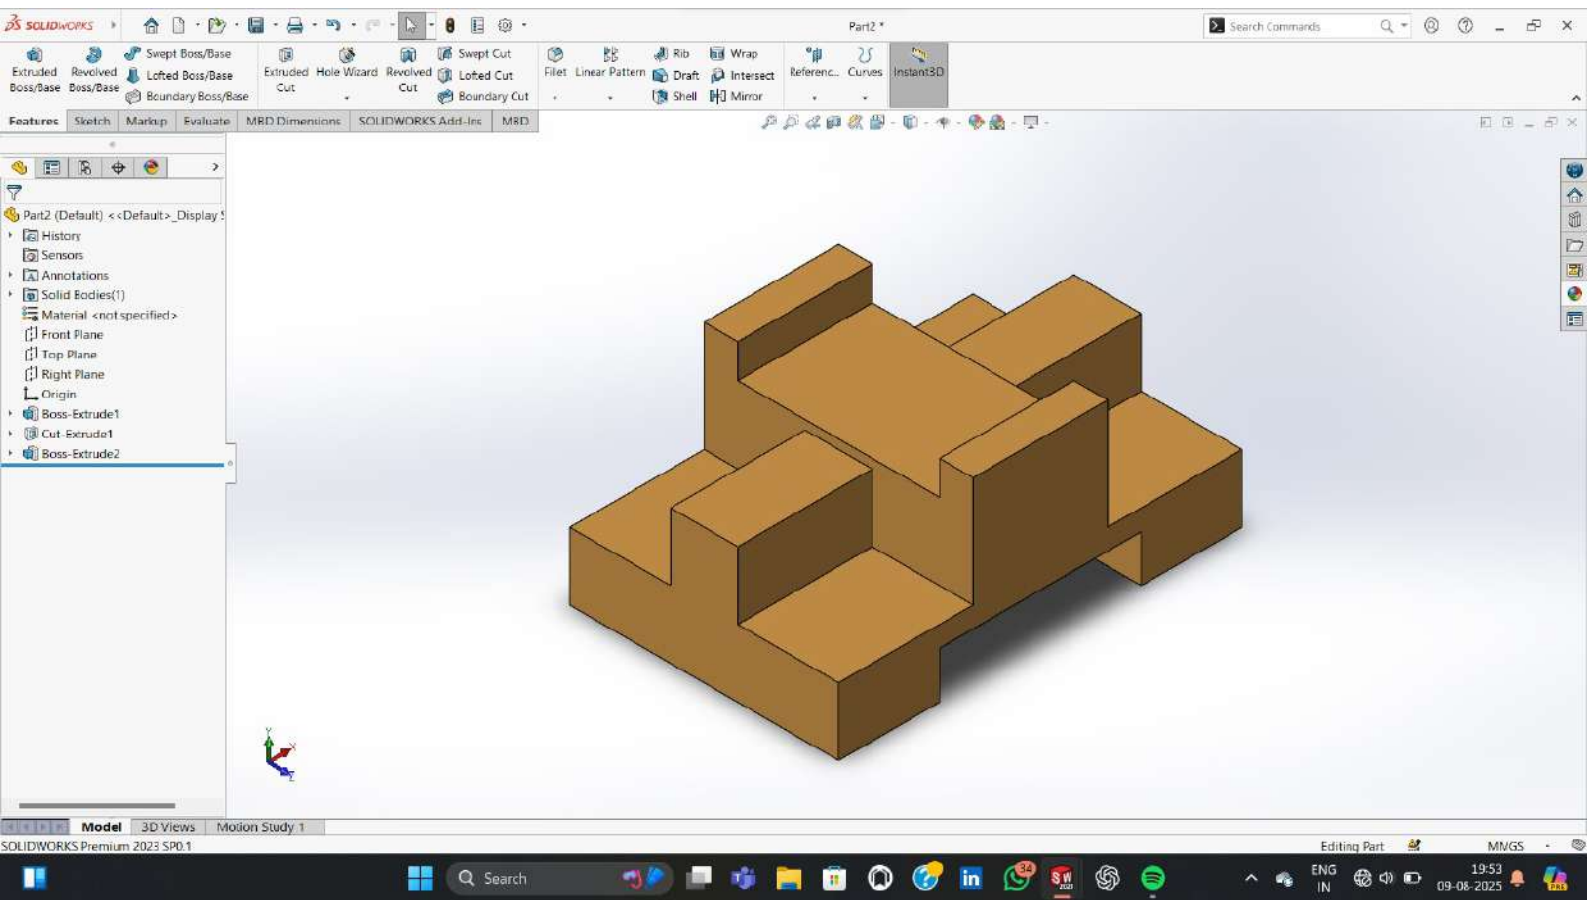 SOLIDWORKS
Part2 *
Search Commands
Extruded Boss/Base
Revolved Boss/Base
Swept Boss/Base
Lofted Boss/Base
Boundary Boss/Base
Extruded Cut
Hole Wizard
Revolved Cut
Swept Cut
Lofted Cut
Boundary Cut
Fillet
Linear Pattern
Rib
Draft
Shell
Wrap
Intersect
Mirror
Referenc...
Curves
Instant3D
Features
Sketch
Markup
Evaluate
MBD Dimensions
SOLIDWORKS Add-Ins
MBD
Part2 (Default) <<Default>_Display S
History
Sensors
Annotations
Solid Bodies(1)
Material <not specified>
Front Plane
Top Plane
Right Plane
Origin
Boss-Extrude1
Cut-Extrude1
Boss-Extrude2
Y
X
Z
Model
3D Views
Motion Study 1
SOLIDWORKS Premium 2023 SP0.1
Editing Part
MMGS
Search
34
ENG
IN
19:53
09-08-2025